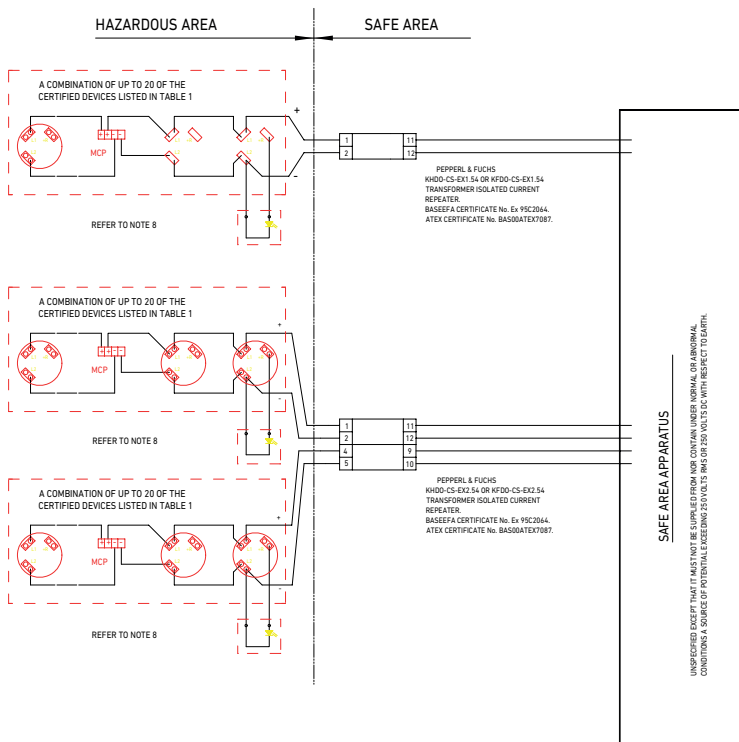 HAZARDOUS AREA
SAFE AREA
A COMBINATION OF UP TO 20 OF THE
CERTIFIED DEVICES LISTED IN TABLE 1
+
+ + - -
MCP
-
REFER TO NOTE 8
1
2
11
12
PEPPERL & FUCHS
KHDO-CS-EX1.54 OR KFDO-CS-EX1.54
TRANSFORMER ISOLATED CURRENT
REPEATER.
BASEEFA CERTIFICATE No. Ex 95C2064.
ATEX CERTIFICATE No. BAS00ATEX7087.
A COMBINATION OF UP TO 20 OF THE
CERTIFIED DEVICES LISTED IN TABLE 1
+
+ + - -
MCP
-
REFER TO NOTE 8
1
2
4
5
11
12
9
10
PEPPERL & FUCHS
KHDO-CS-EX2.54 OR KFDO-CS-EX2.54
TRANSFORMER ISOLATED CURRENT
REPEATER.
BASEEFA CERTIFICATE No. Ex 95C2064.
ATEX CERTIFICATE No. BAS00ATEX7087.
A COMBINATION OF UP TO 20 OF THE
CERTIFIED DEVICES LISTED IN TABLE 1
+
+ + - -
MCP
-
REFER TO NOTE 8
SAFE AREA APPARATUS
UNSPECIFIED EXCEPT THAT IT MUST NOT BE SUPPLIED FROM NOR CONTAIN UNDER NORMAL OR ABNORMAL
CONDITIONS A SOURCE OF POTENTIAL EXCEEDING 250 VOLTS RMS OR 250 VOLTS DC WITH RESPECT TO EARTH.